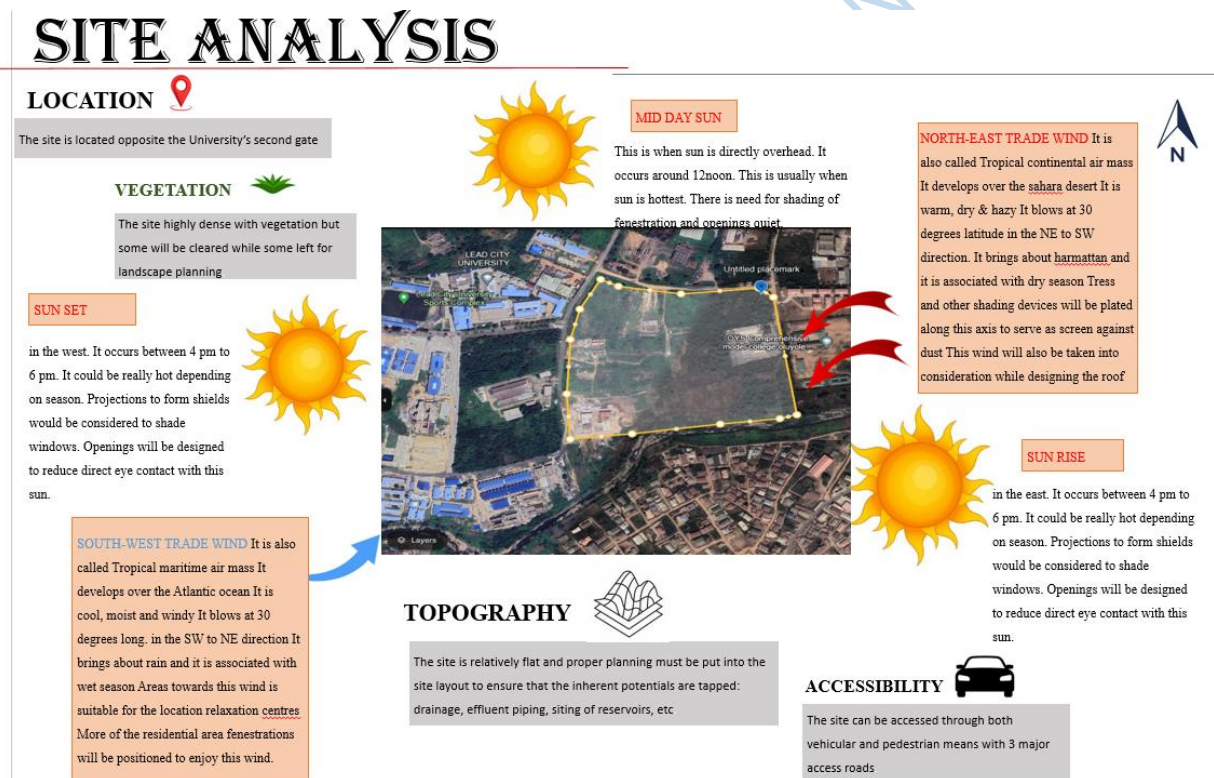 SITE ANALYSIS
LOCATION
The site is located opposite the University's second gate
VEGETATION
The site highly dense with vegetation but
some will be cleared while some left for
landscape planning
SUN SET
in the west. It occurs between 4 pm to
6 pm. It could be really hot depending
on season. Projections to form shields
would be considered to shade
windows. Openings will be designed
to reduce direct eye contact with this
sun.
SOUTH-WEST TRADE WIND It is also
called Tropical maritime air mass It
develops over the Atlantic ocean It is
cool, moist and windy It blows at 30
degrees long. in the SW to NE direction It
brings about rain and it is associated with
wet season Areas towards this wind is
suitable for the location relaxation centres
More of the residential area fenestrations
will be positioned to enjoy this wind.
MID DAY SUN
This is when sun is directly overhead. It
occurs around 12noon. This is usually when
sun is hottest. There is need for shading of
fenestration and openings quiet.
LEAD CITY
UNIVERSITY
Lead City University
Sports Complex
Untitled placemark
OYS Comprehensive
model college oluyole
Layers
TOPOGRAPHY
The site is relatively flat and proper planning must be put into the
site layout to ensure that the inherent potentials are tapped:
drainage, effluent piping, siting of reservoirs, etc
NORTH-EAST TRADE WIND It is
also called Tropical continental air mass
It develops over the sahara desert It is
warm, dry & hazy It blows at 30
degrees latitude in the NE to SW
direction. It brings about harmattan and
it is associated with dry season Tress
and other shading devices will be plated
along this axis to serve as screen against
dust This wind will also be taken into
consideration while designing the roof
N
SUN RISE
in the east. It occurs between 4 pm to
6 pm. It could be really hot depending
on season. Projections to form shields
would be considered to shade
windows. Openings will be designed
to reduce direct eye contact with this
sun.
ACCESSIBILITY
The site can be accessed through both
vehicular and pedestrian means with 3 major
access roads